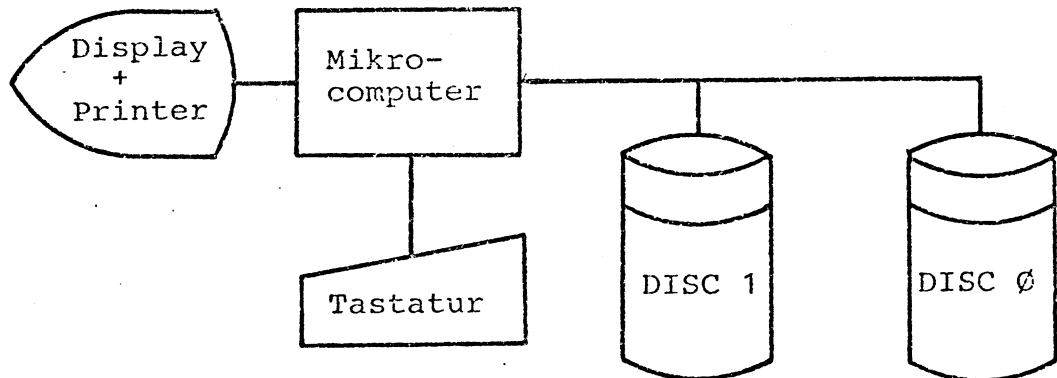 Display
+
Printer
Mikro-
computer
Tastatur
DISC 1
DISC Ø